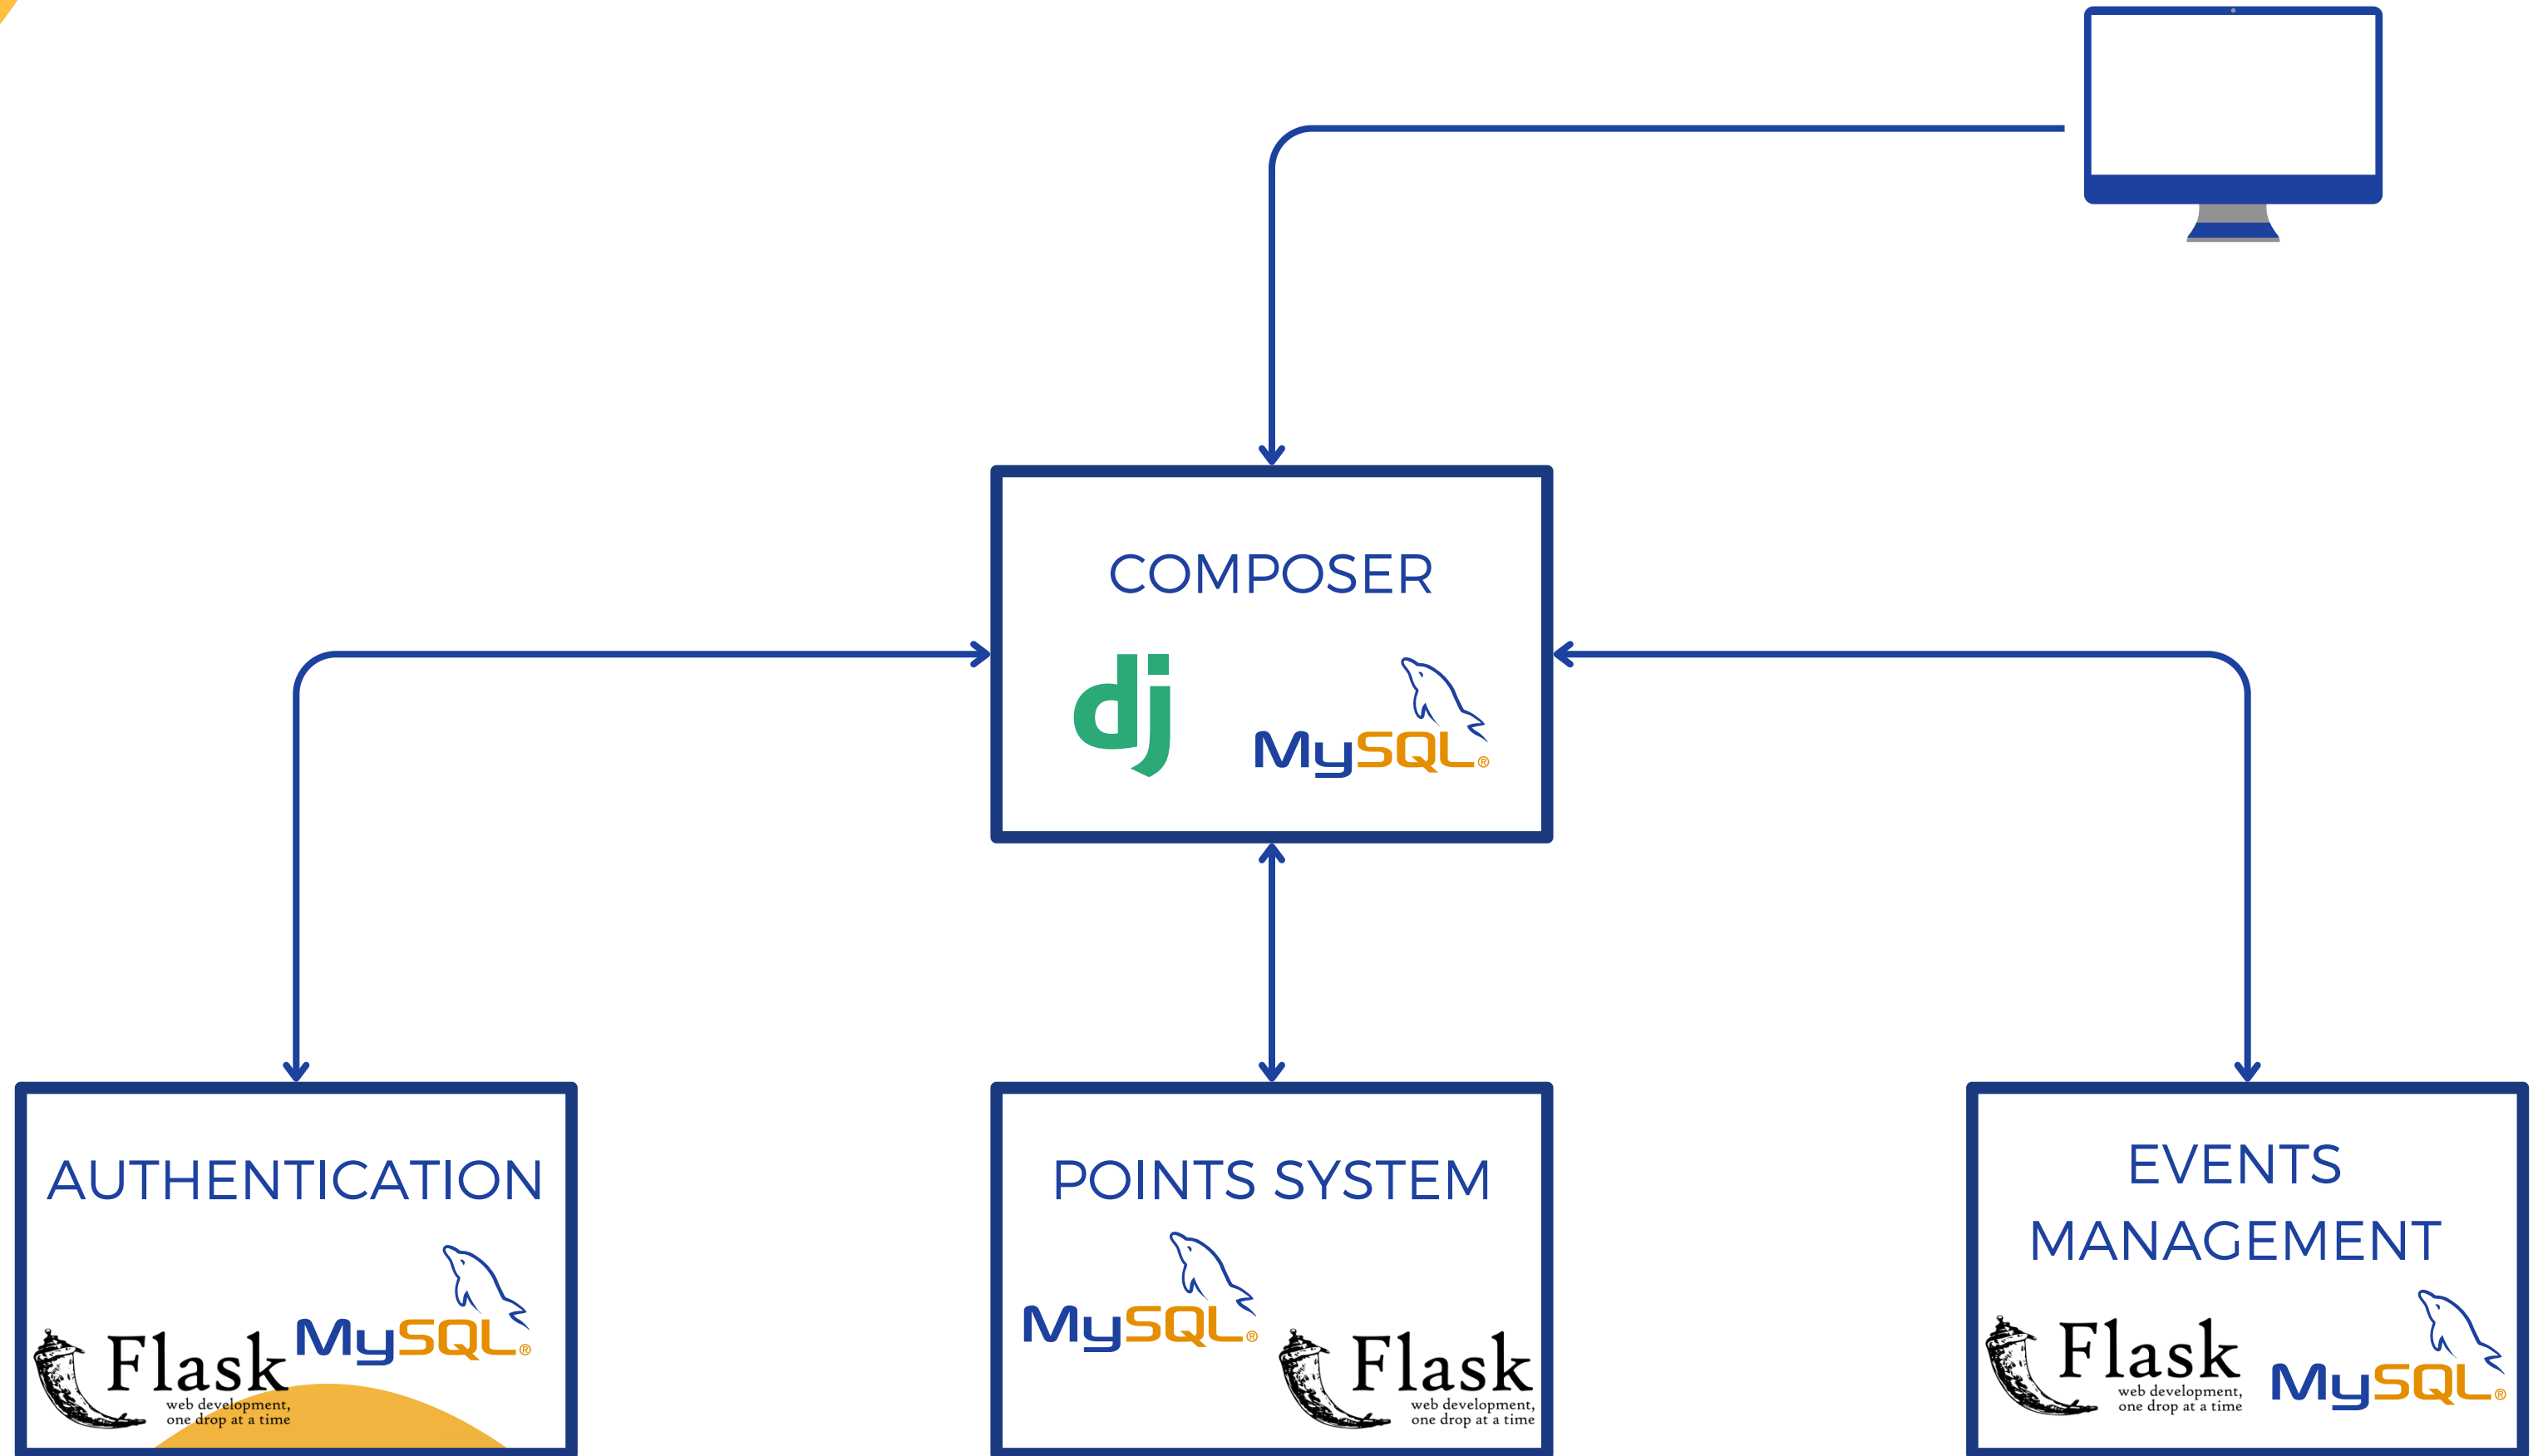 COMPOSER
dj
MySQL®
AUTHENTICATION
MySQL®
Flask
web development,
one drop at a time
POINTS SYSTEM
MySQL®
Flask
web development,
one drop at a time
EVENTS
MANAGEMENT
Flask
web development,
one drop at a time
MySQL®